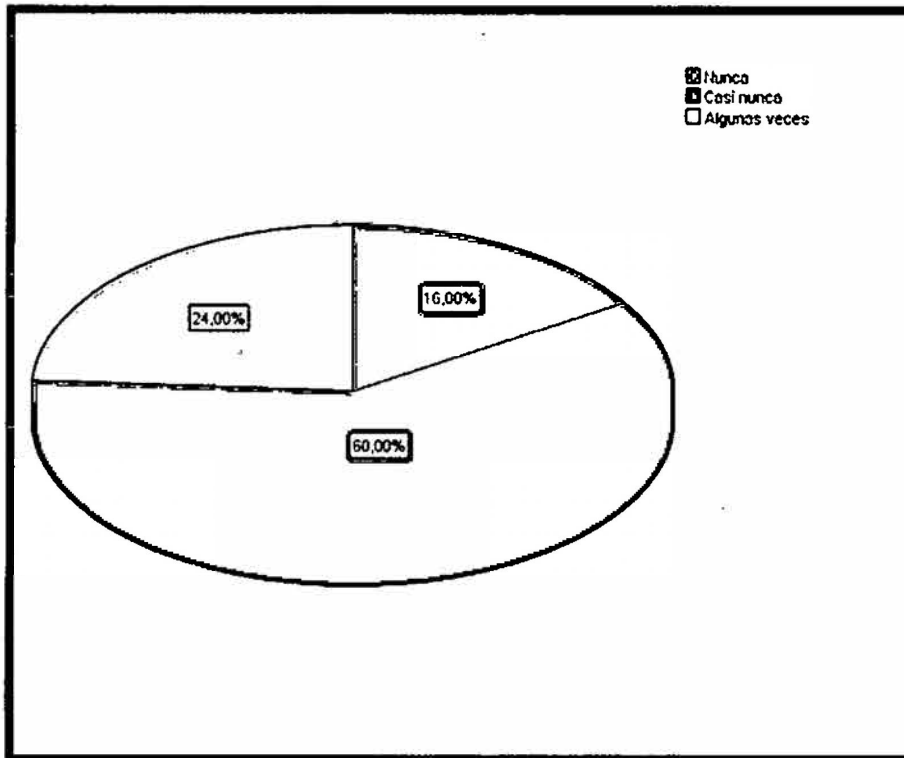 Nunca
Casi nunca
Algunas veces
24,00%
16,00%
60,00%